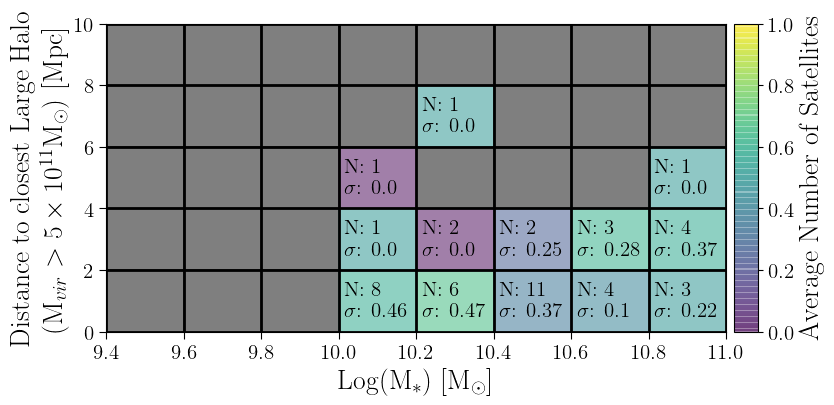 Distance to closest Large Halo
(M_vir > 5 × 10^11 M_⊙) [Mpc]
10
8
6
4
2
0
N: 1
σ: 0.0
N: 1
σ: 0.0
N: 1
σ: 0.0
N: 1
σ: 0.0
N: 2
σ: 0.0
N: 2
σ: 0.25
N: 3
σ: 0.28
N: 4
σ: 0.37
N: 8
σ: 0.46
N: 6
σ: 0.47
N: 11
σ: 0.37
N: 4
σ: 0.1
N: 3
σ: 0.22
9.4 9.6 9.8 10.0 10.2 10.4 10.6 10.8 11.0
Log(M_*) [M_⊙]
1.0
0.8
0.6
0.4
0.2
0.0
Average Number of Satellites